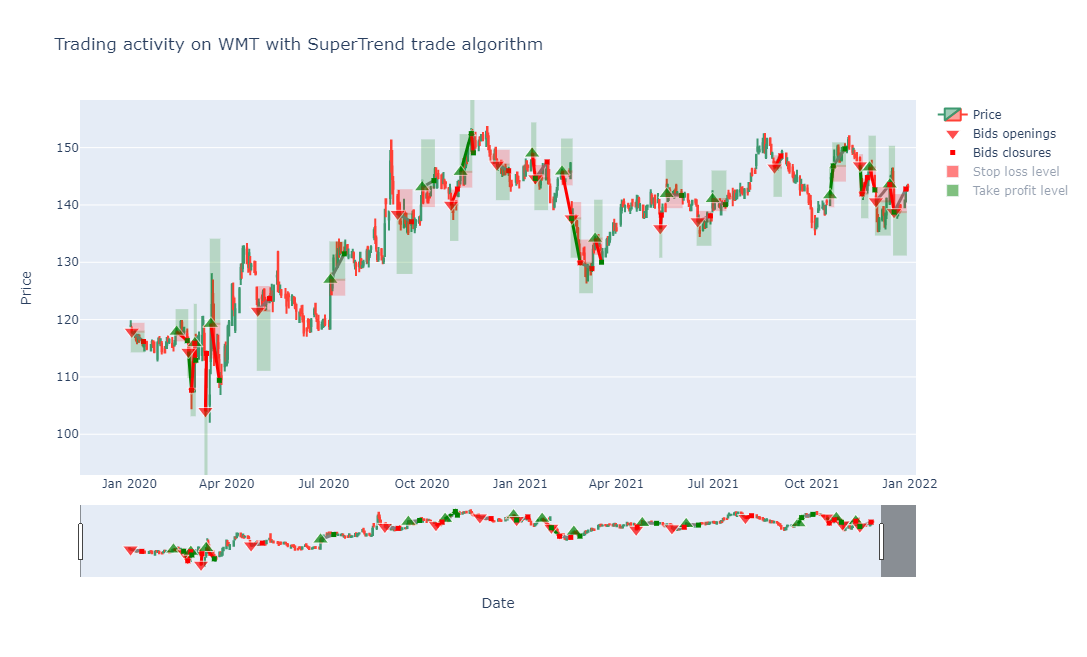 Trading activity on WMT with SuperTrend trade algorithm
Price
Bids openings
Bids closures
Stop loss level
Take profit level
150
140
130
120
110
100
Price
Jan 2020
Apr 2020
Jul 2020
Oct 2020
Jan 2021
Apr 2021
Jul 2021
Oct 2021
Jan 2022
Date